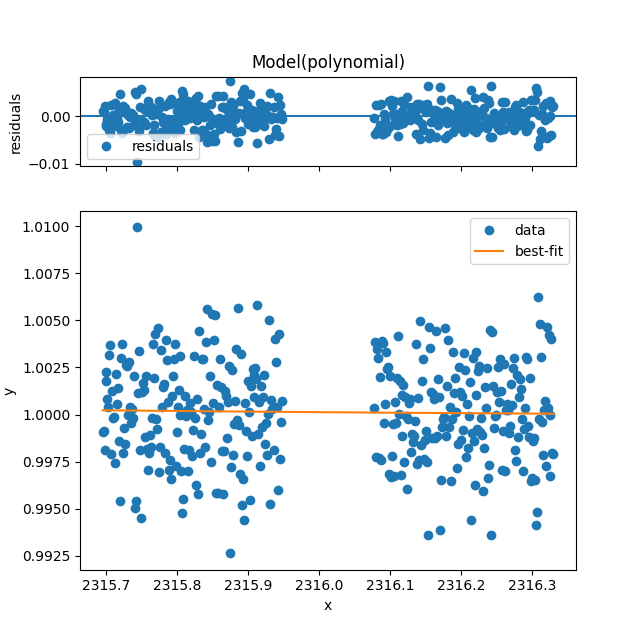 Model(polynomial)
residuals
0.00
−0.01
residuals
1.0100
1.0075
1.0050
1.0025
1.0000
0.9975
0.9950
0.9925
y
data
best-fit
2315.7 2315.8 2315.9 2316.0 2316.1 2316.2 2316.3
x